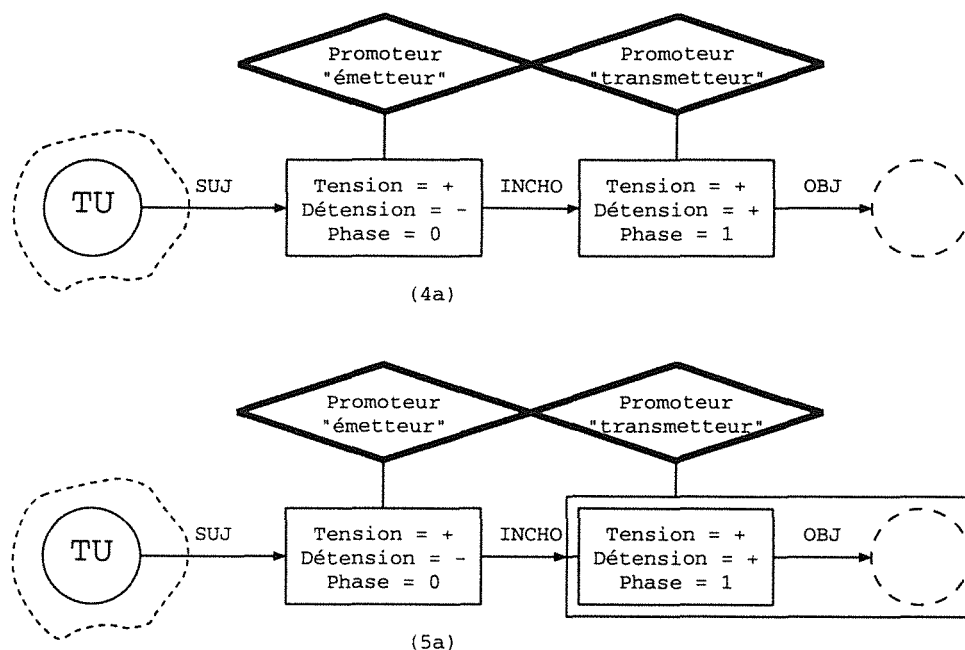 Promoteur
"émetteur"
Promoteur
"transmetteur"
TU
SUJ
Tension = +
Détension = -
Phase = 0
INCHO
Tension = +
Détension = +
Phase = 1
OBJ
(4a)
Promoteur
"émetteur"
Promoteur
"transmetteur"
TU
SUJ
Tension = +
Détension = -
Phase = 0
INCHO
Tension = +
Détension = +
Phase = 1
OBJ
(5a)